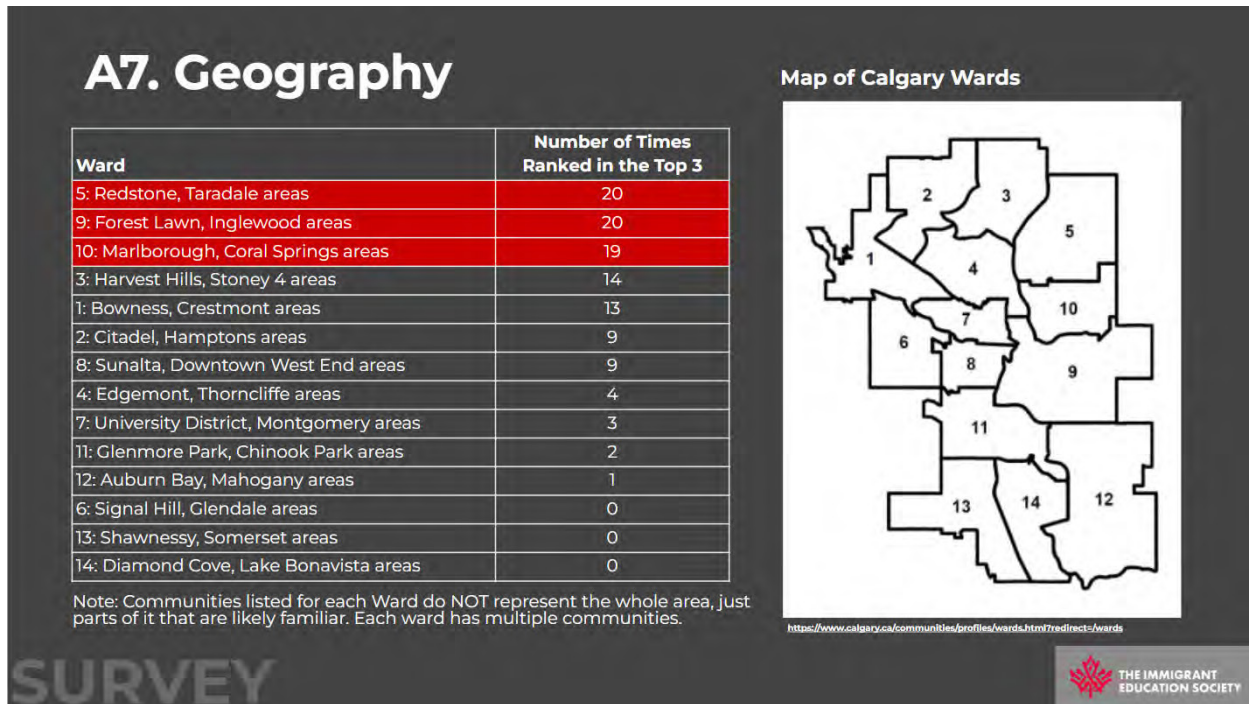 A7. Geography
Ward
Number of Times
Ranked in the Top 3
5: Redstone, Taradale areas 20
9: Forest Lawn, Inglewood areas 20
10: Marlborough, Coral Springs areas 19
3: Harvest Hills, Stoney 4 areas 14
1: Bowness, Crestmont areas 13
2: Citadel, Hamptons areas 9
8: Sunalta, Downtown West End areas 9
4: Edgemont, Thorncliffe areas 4
7: University District, Montgomery areas 3
11: Glenmore Park, Chinook Park areas 2
12: Auburn Bay, Mahogany areas 1
6: Signal Hill, Glendale areas 0
13: Shawnessy, Somerset areas 0
14: Diamond Cove, Lake Bonavista areas 0
Note: Communities listed for each Ward do NOT represent the whole area, just
parts of it that are likely familiar. Each ward has multiple communities.
Map of Calgary Wards
2
3
5
1
4
10
7
6
8
9
11
13
14
12
https://www.calgary.ca/communities/profiles/wards.html?redirect=/wards
SURVEY
THE IMMIGRANT
EDUCATION SOCIETY